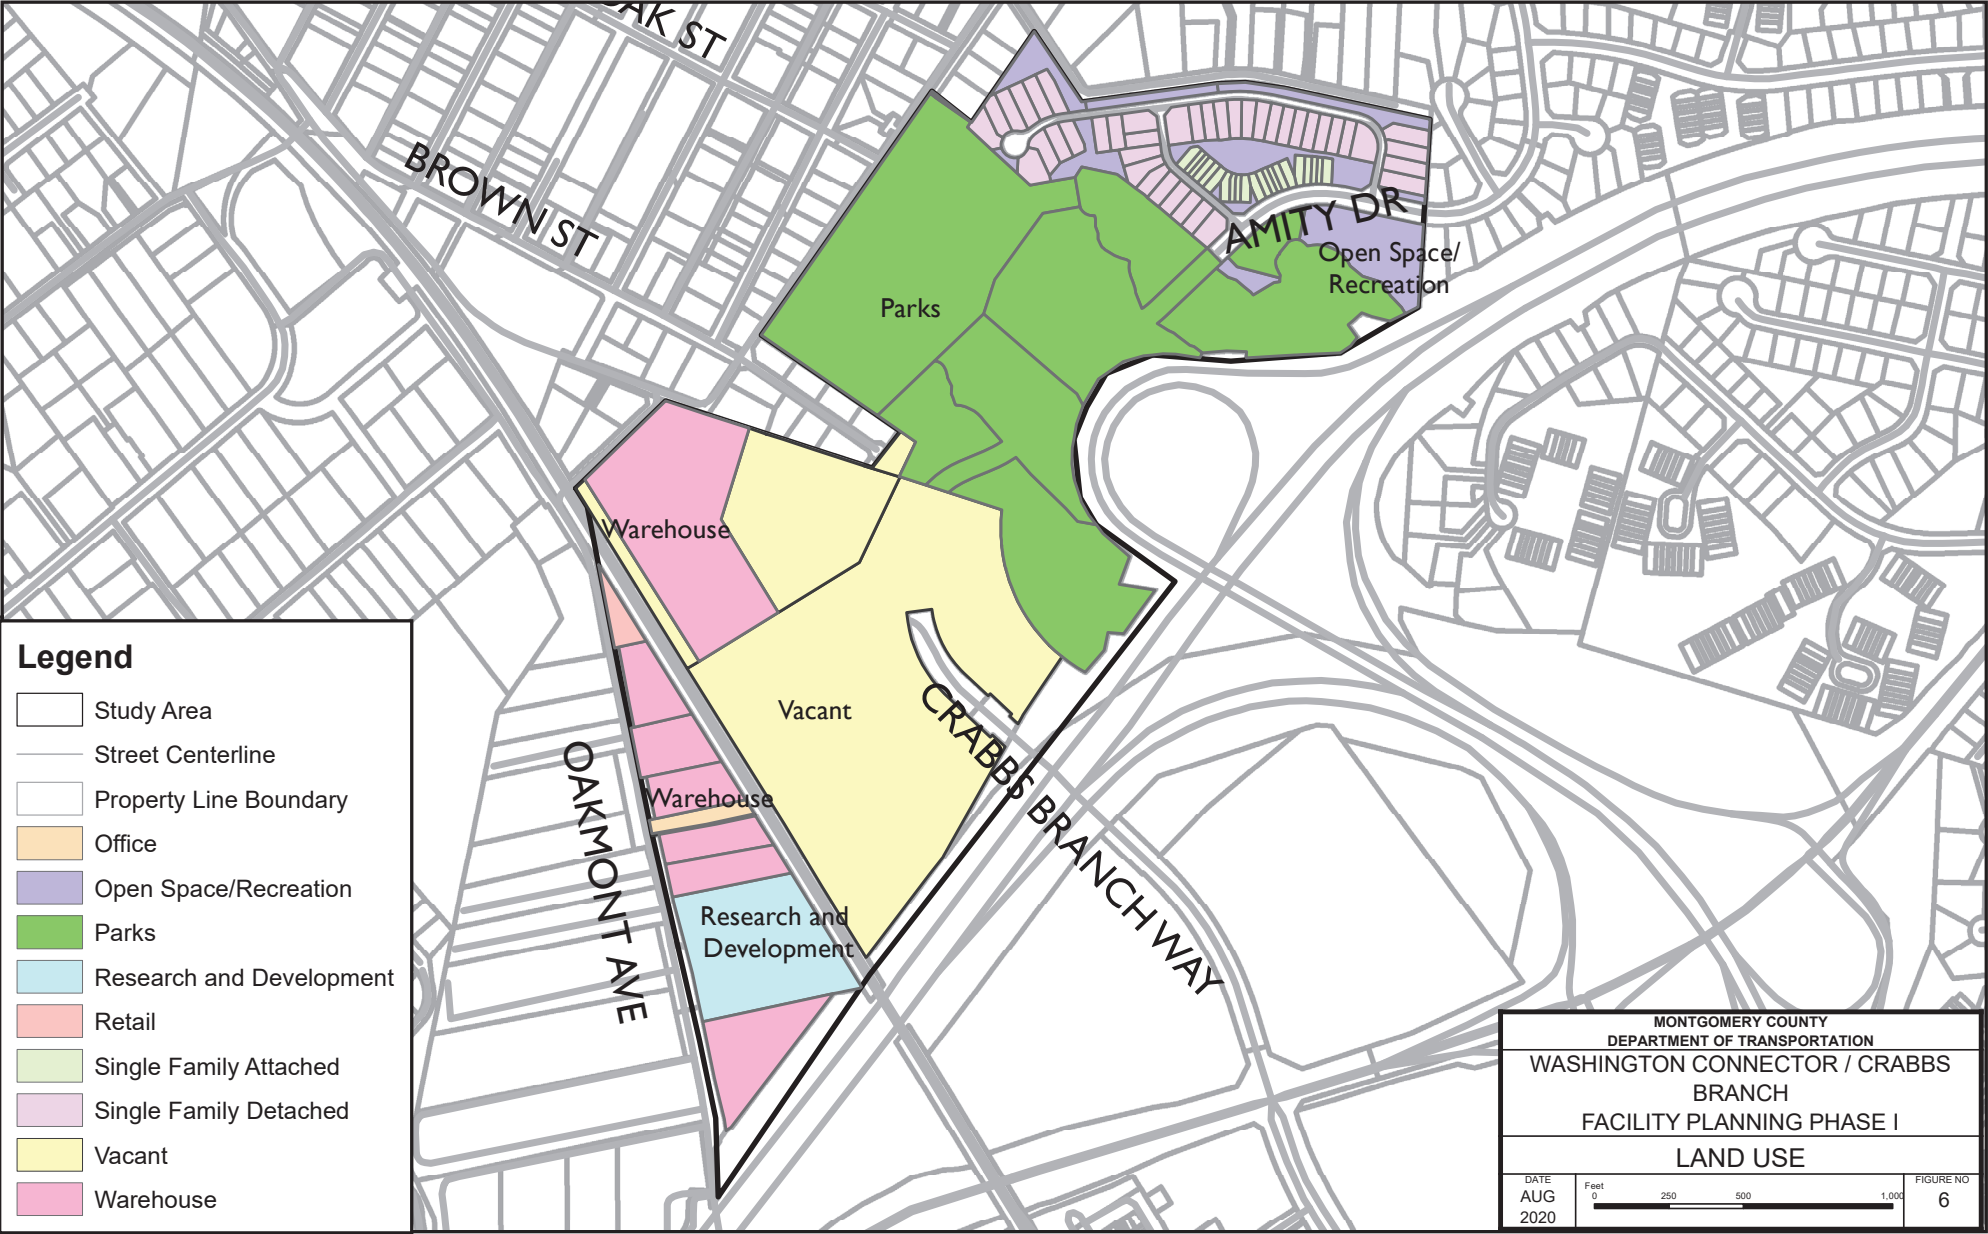 OAK ST
BROWN ST
AMITY DR
Open Space/
Recreation
Parks
Warehouse
Vacant
CRABBS BRANCH WAY
Warehouse
OAKMONT AVE
Research and
Development
Legend
Study Area
Street Centerline
Property Line Boundary
Office
Open Space/Recreation
Parks
Research and Development
Retail
Single Family Attached
Single Family Detached
Vacant
Warehouse
MONTGOMERY COUNTY
DEPARTMENT OF TRANSPORTATION
WASHINGTON CONNECTOR / CRABBS
BRANCH
FACILITY PLANNING PHASE I
LAND USE
DATE
AUG
2020
Feet
0 250 500 1,000
FIGURE NO
6